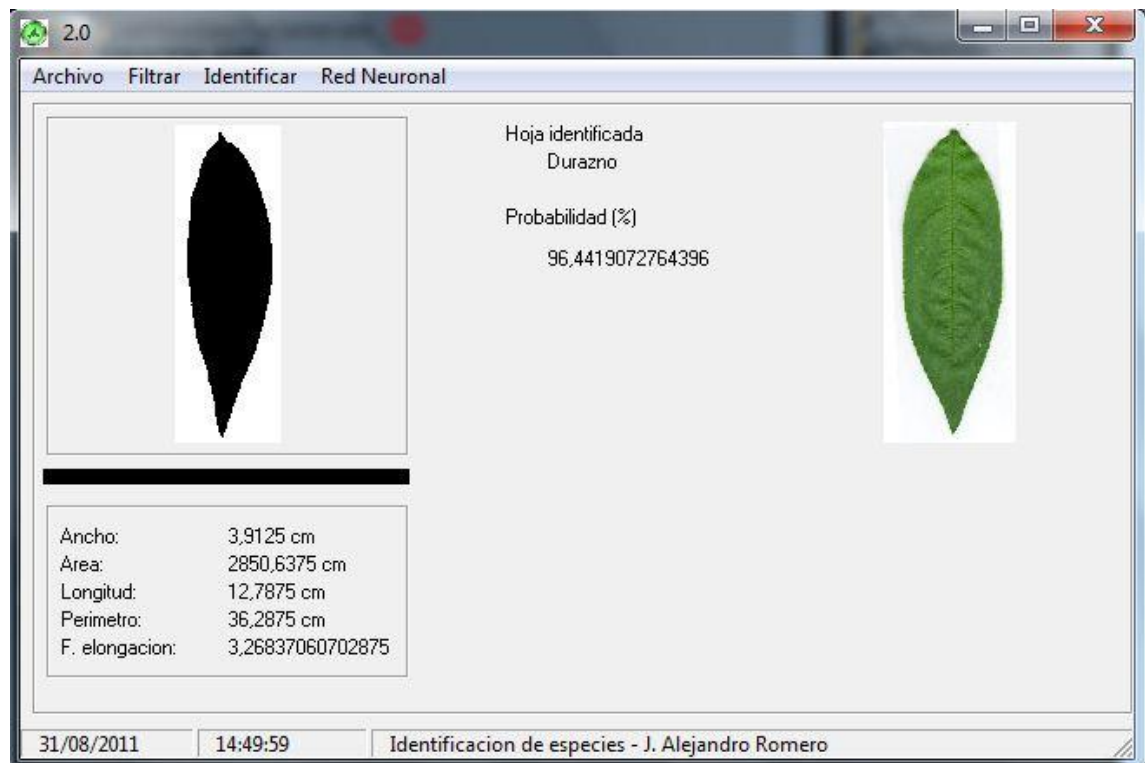 2.0
Archivo Filtrar Identificar Red Neuronal
Hoja identificada
Durazno
Probabilidad (%)
96,4419072764396
Ancho: 3,9125 cm
Area: 2850,6375 cm
Longitud: 12,7875 cm
Perimetro: 36,2875 cm
F. elongacion: 3,26837060702875
31/08/2011 14:49:59 Identificacion de especies - J. Alejandro Romero